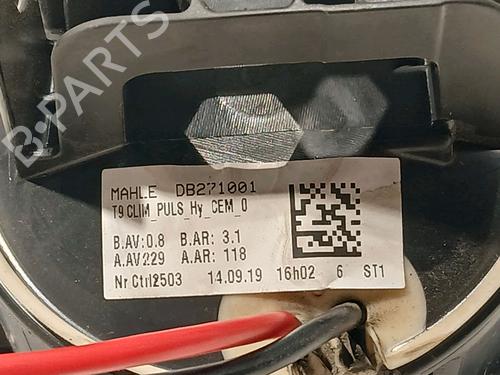 B-PARTS
MAHLE DB271001
T9 CLIM_PULS_Hy_CEM_0
B.AV:0.8 B.AR: 3.1
A.AV229 A.AR: 118
Nr Ctrl2503 14.09.19 16h02 6 ST1